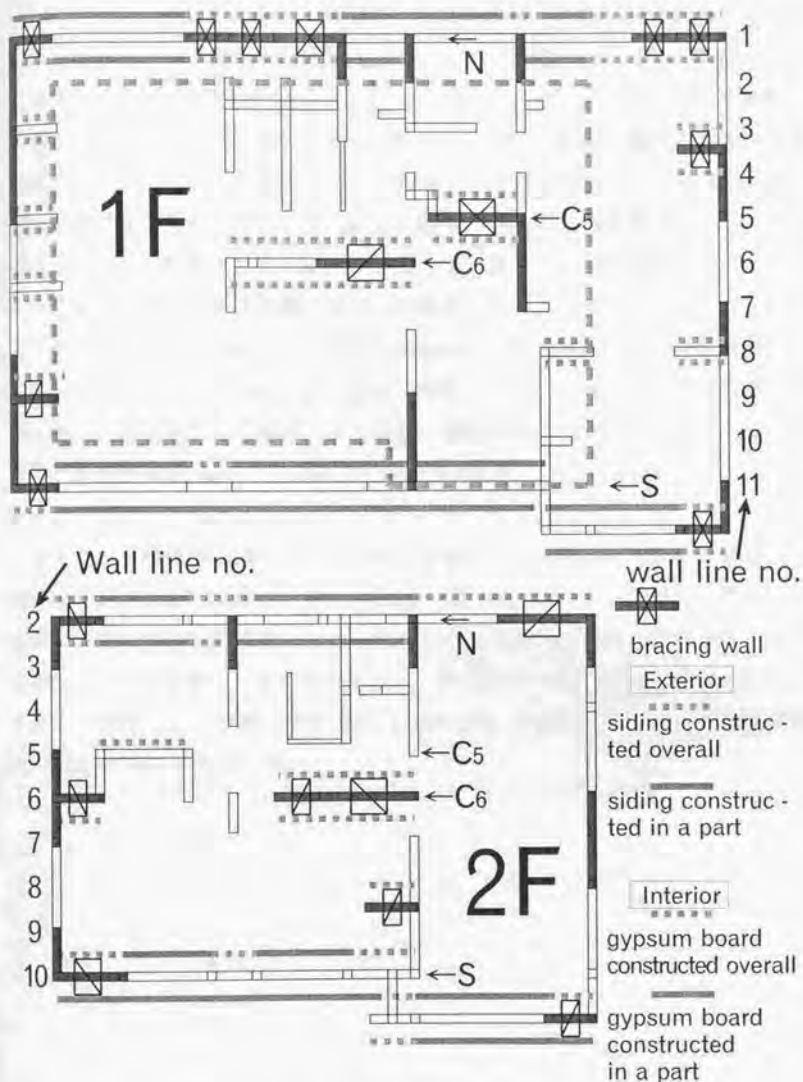 1F
N
1
2
3
4
5
6
7
8
9
10
11
←C5
←C6
←S
Wall line no.
wall line no.
2F
N
2
3
4
5
6
7
8
9
10
←C5
←C6
←S
bracing wall
Exterior
siding construc-
ted overall
siding construc-
ted in a part
Interior
gypsum board
constructed overall
gypsum board
constructed
in a part